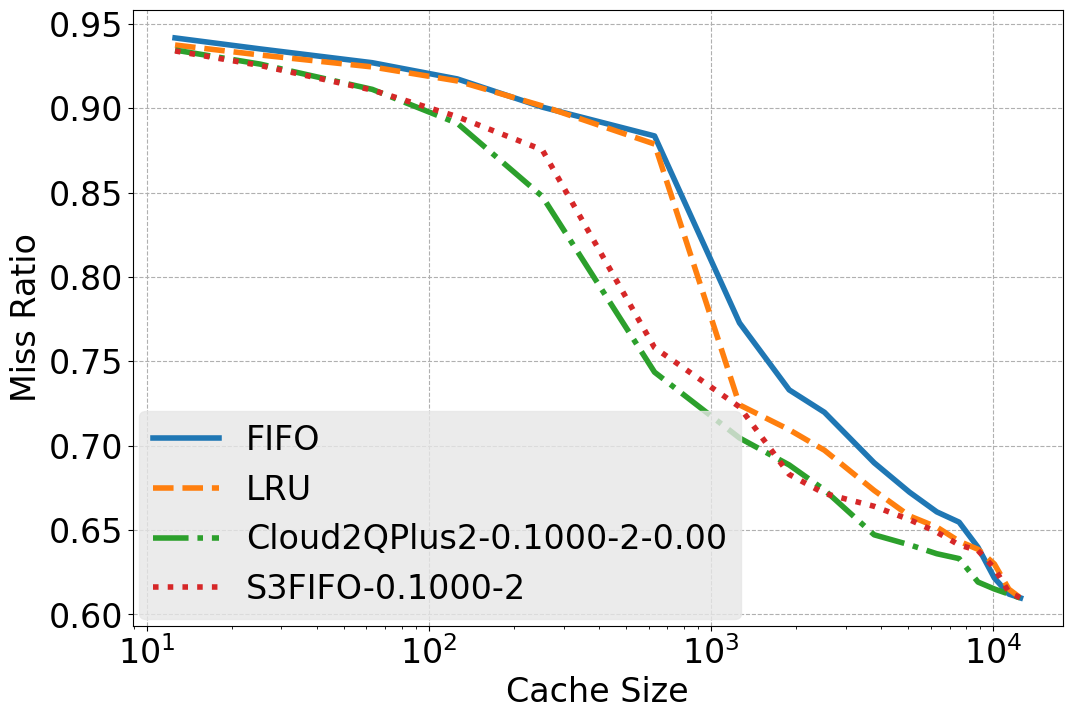 0.95
0.90
0.85
0.80
0.75
0.70
0.65
0.60
Miss Ratio
FIFO
LRU
Cloud2QPlus2-0.1000-2-0.00
S3FIFO-0.1000-2
10¹ 10² 10³ 10⁴
Cache Size